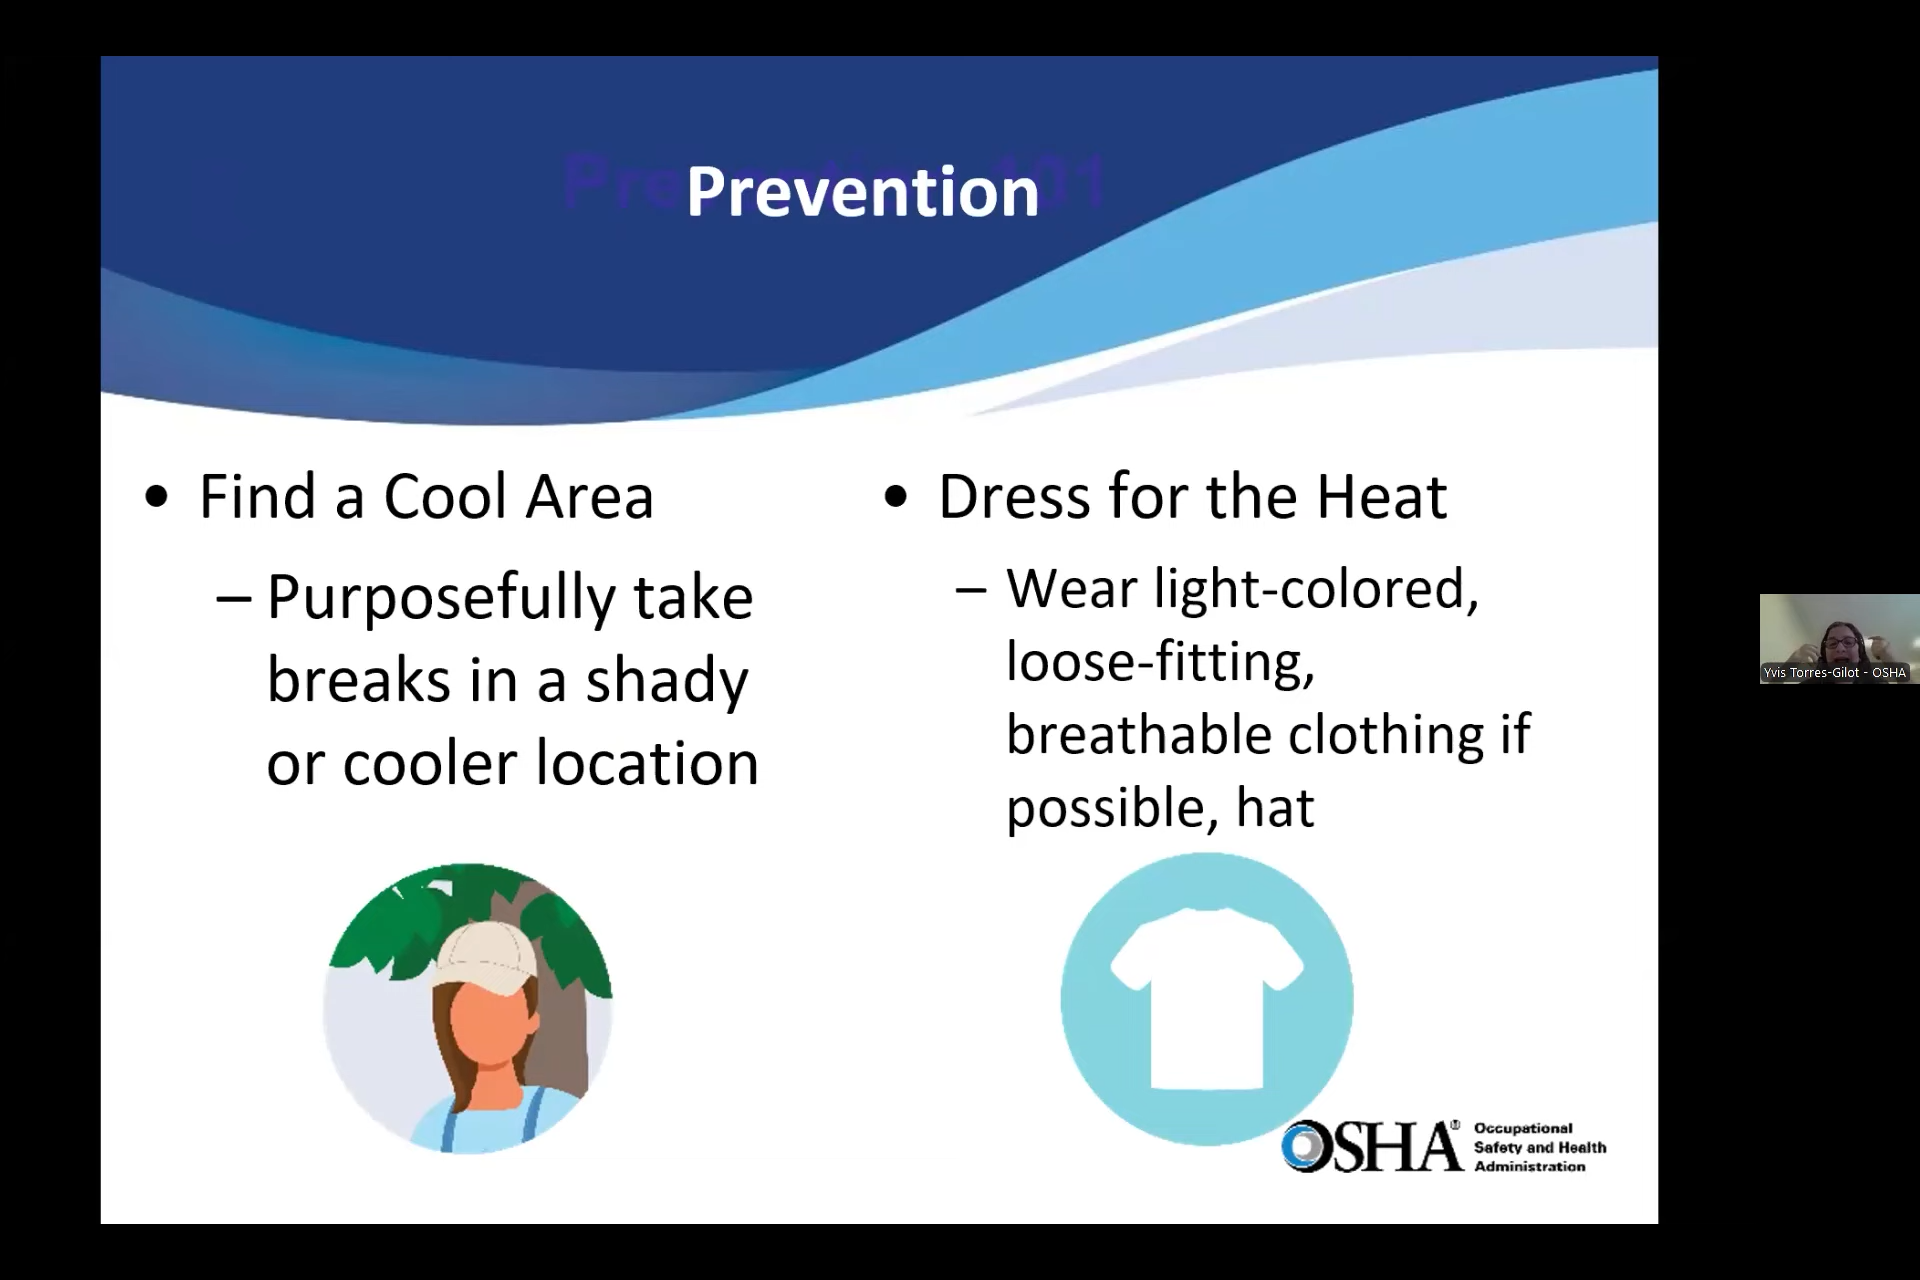 Prevention
• Find a Cool Area
– Purposefully take
breaks in a shady
or cooler location
• Dress for the Heat
– Wear light-colored,
loose-fitting,
breathable clothing if
possible, hat
OSHA® Occupational
Safety and Health
Administration
Yvis Torres-Gilot - OSHA